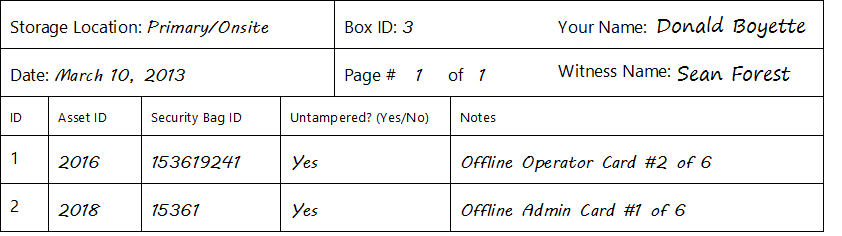 Storage Location: Primary/Onsite Box ID: 3 Your Name: Donald Boyette
Date: March 10, 2013 Page # 1 of 1 Witness Name: Sean Forest
ID Asset ID Security Bag ID Untampered? (Yes/No) Notes
1 2016 153619241 Yes Offline Operator Card #2 of 6
2 2018 15361 Yes Offline Admin Card #1 of 6